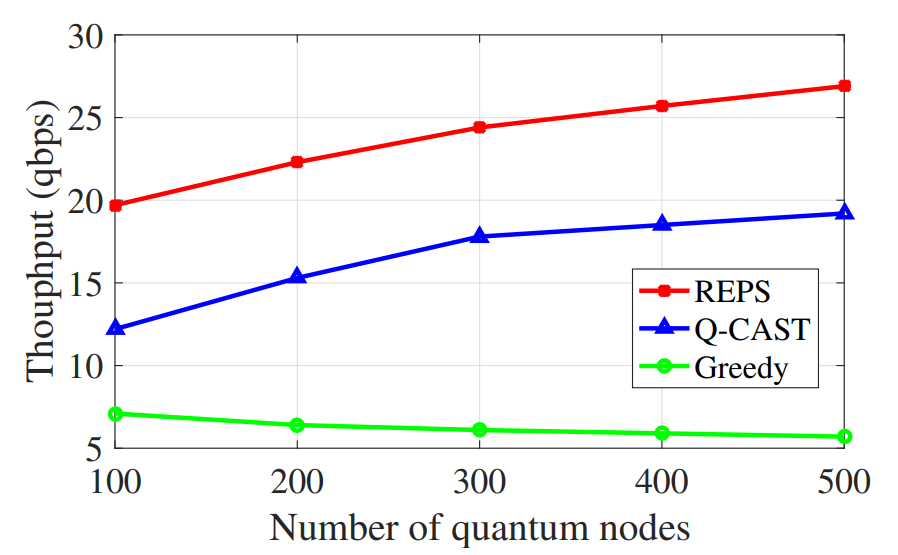 30
25
20
15
10
5
Thouphput (qbps)
REPS
Q-CAST
Greedy
100 200 300 400 500
Number of quantum nodes